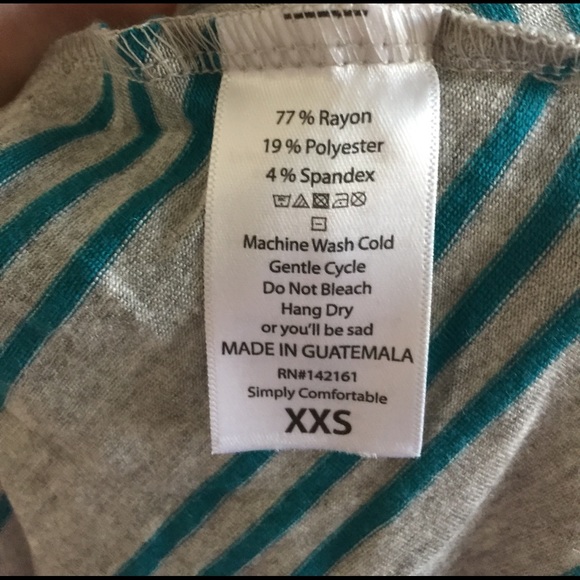 77 % Rayon
19 % Polyester
4 % Spandex
Machine Wash Cold
Gentle Cycle
Do Not Bleach
Hang Dry
or you'll be sad
MADE IN GUATEMALA
RN#142161
Simply Comfortable
XXS